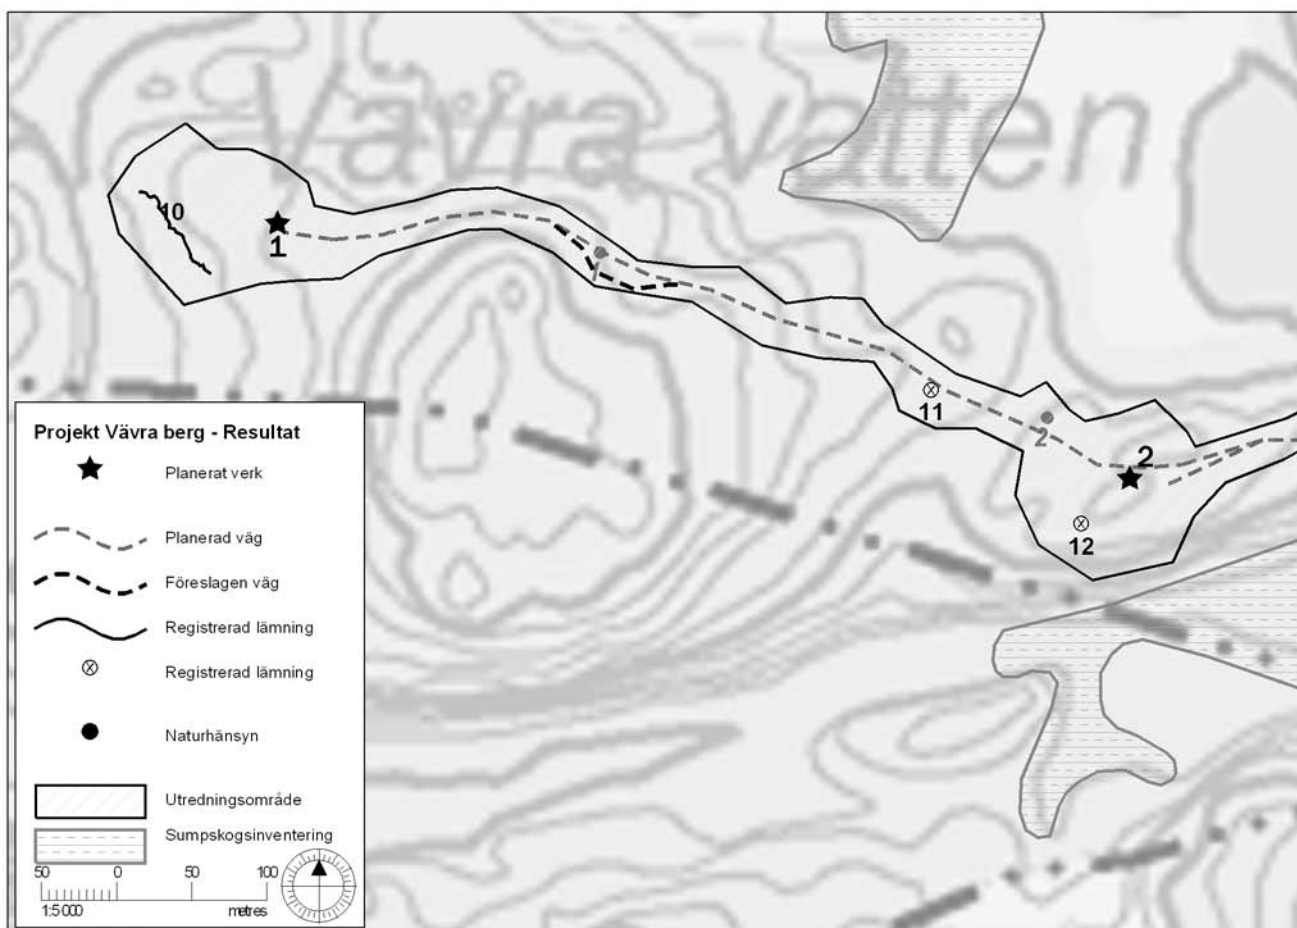 Vävra vatten
10
1
11
2
2
12
Projekt Vävra berg - Resultat
Planerat verk
Planerad väg
Föreslagen väg
Registrerad lämning
Registrerad lämning
Naturhänsyn
Utredningsområde
Sumpskogsinventering
50 0 50 100
1:5 000 metres